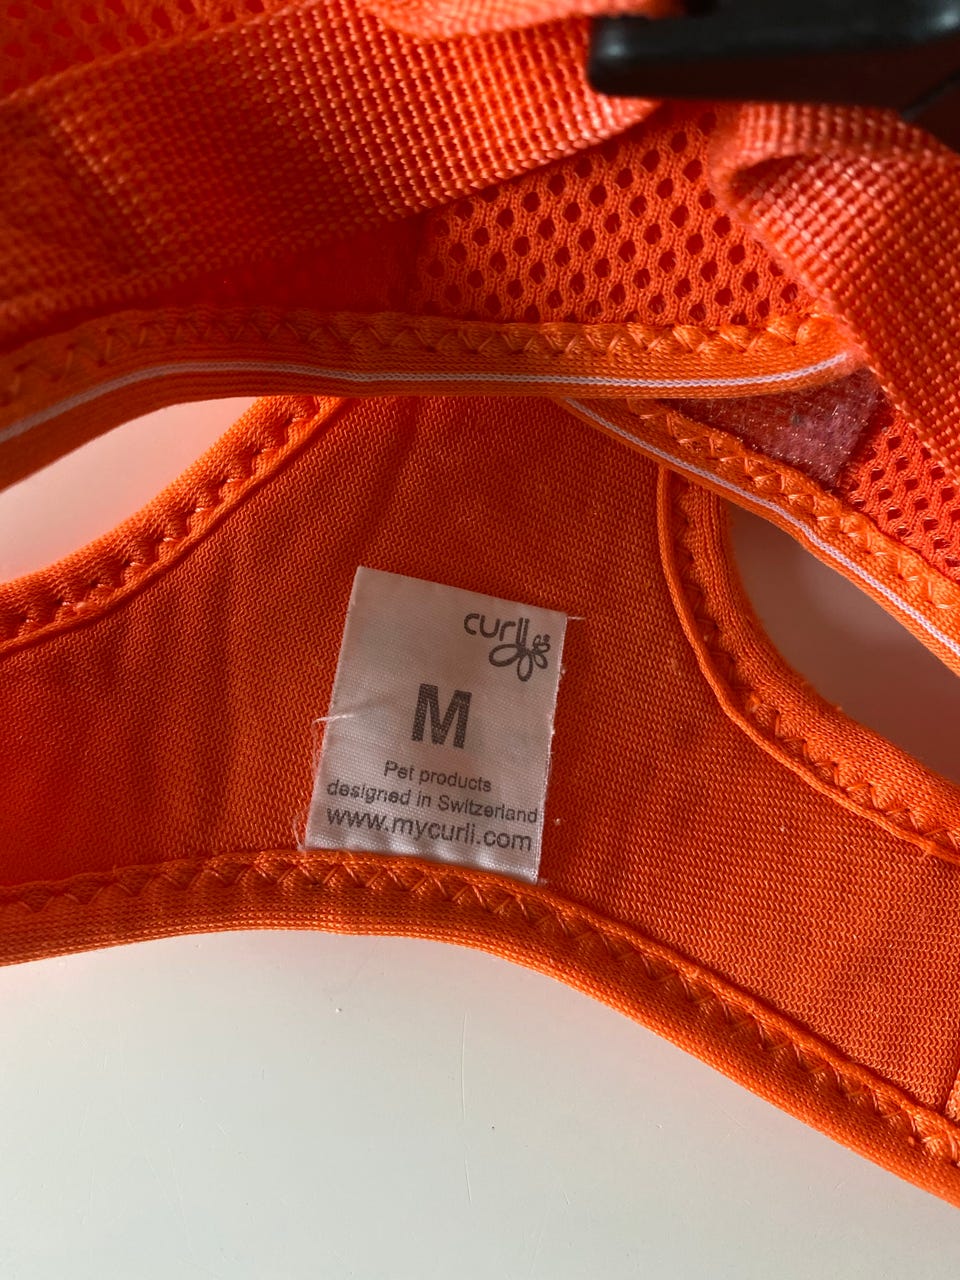 curli
M
Pet products
designed in Switzerland
www.mycurli.com